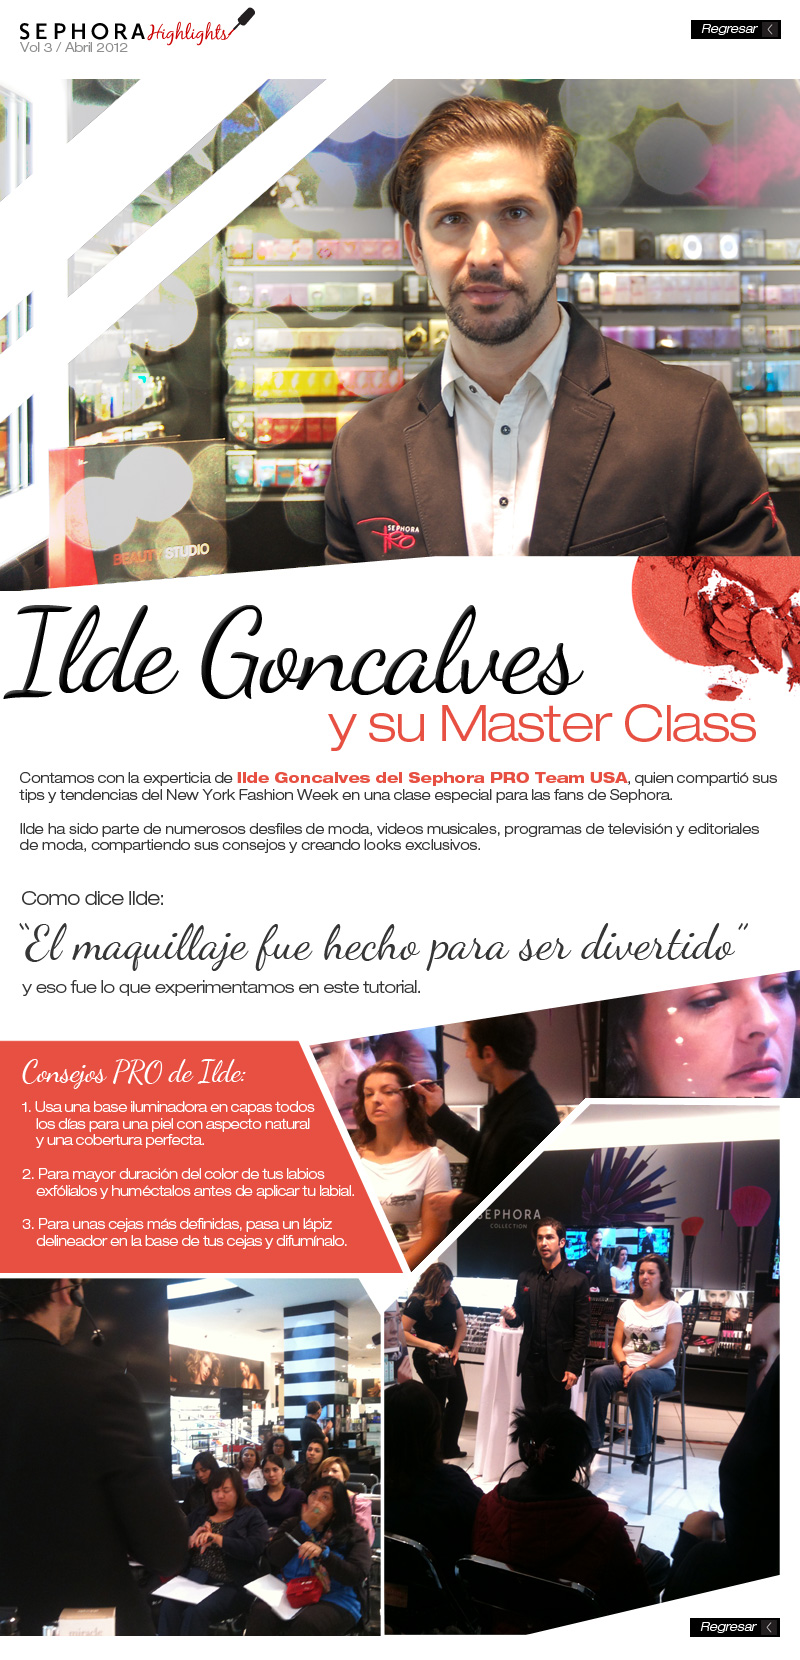 SEPHORA Highlights
Vol 3 / Abril 2012
Regresar
SEPHORA
PRO
BEAUTY STUDIO
Ilde Goncalves
y su Master Class
Contamos con la experticia de Ilde Goncalves del Sephora PRO Team USA, quien compartió sus
tips y tendencias del New York Fashion Week en una clase especial para las fans de Sephora.
Ilde ha sido parte de numerosos desfiles de moda, videos musicales, programas de televisión y editoriales
de moda, compartiendo sus consejos y creando looks exclusivos.
Como dice Ilde:
“El maquillaje fue hecho para ser divertido”
y eso fue lo que experimentamos en este tutorial.
Consejos PRO de Ilde:
1. Usa una base iluminadora en capas todos
los días para una piel con aspecto natural
y una cobertura perfecta.
2. Para mayor duración del color de tus labios
exfólialos y huméctalos antes de aplicar tu labial.
3. Para unas cejas más definidas, pasa un lápiz
delineador en la base de tus cejas y difumínalo.
SEPHORA
COLLECTION
miracle
Regresar